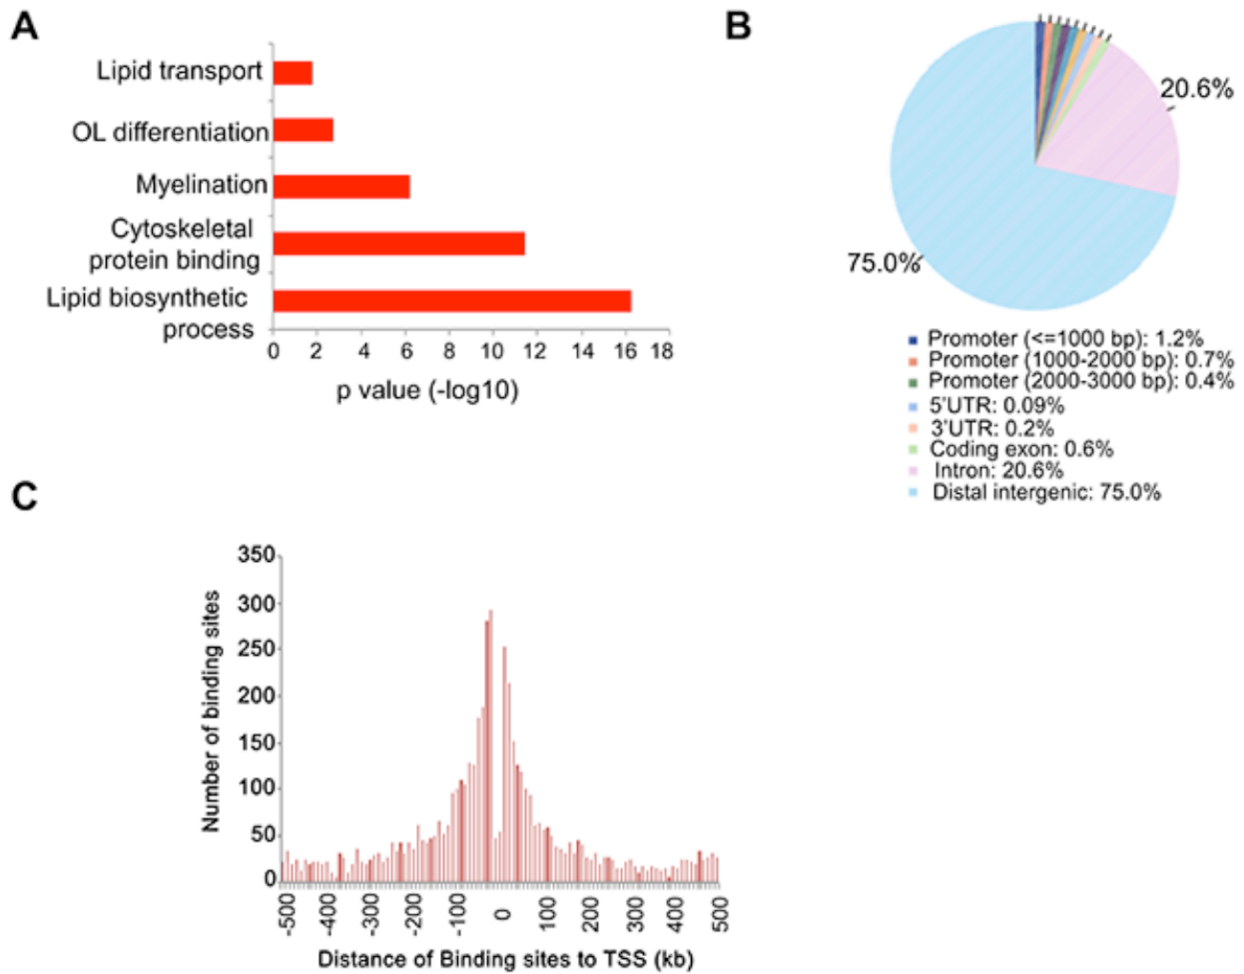 A
Lipid transport
OL differentiation
Myelination
Cytoskeletal
protein binding
Lipid biosynthetic
process
0 2 4 6 8 10 12 14 16 18
p value (-log10)
B
20.6%
75.0%
Promoter (<=1000 bp): 1.2%
Promoter (1000-2000 bp): 0.7%
Promoter (2000-3000 bp): 0.4%
5'UTR: 0.09%
3'UTR: 0.2%
Coding exon: 0.6%
Intron: 20.6%
Distal intergenic: 75.0%
C
Number of binding sites
350
300
250
200
150
100
50
0
-500 -400 -300 -200 -100 0 100 200 300 400 500
Distance of Binding sites to TSS (kb)